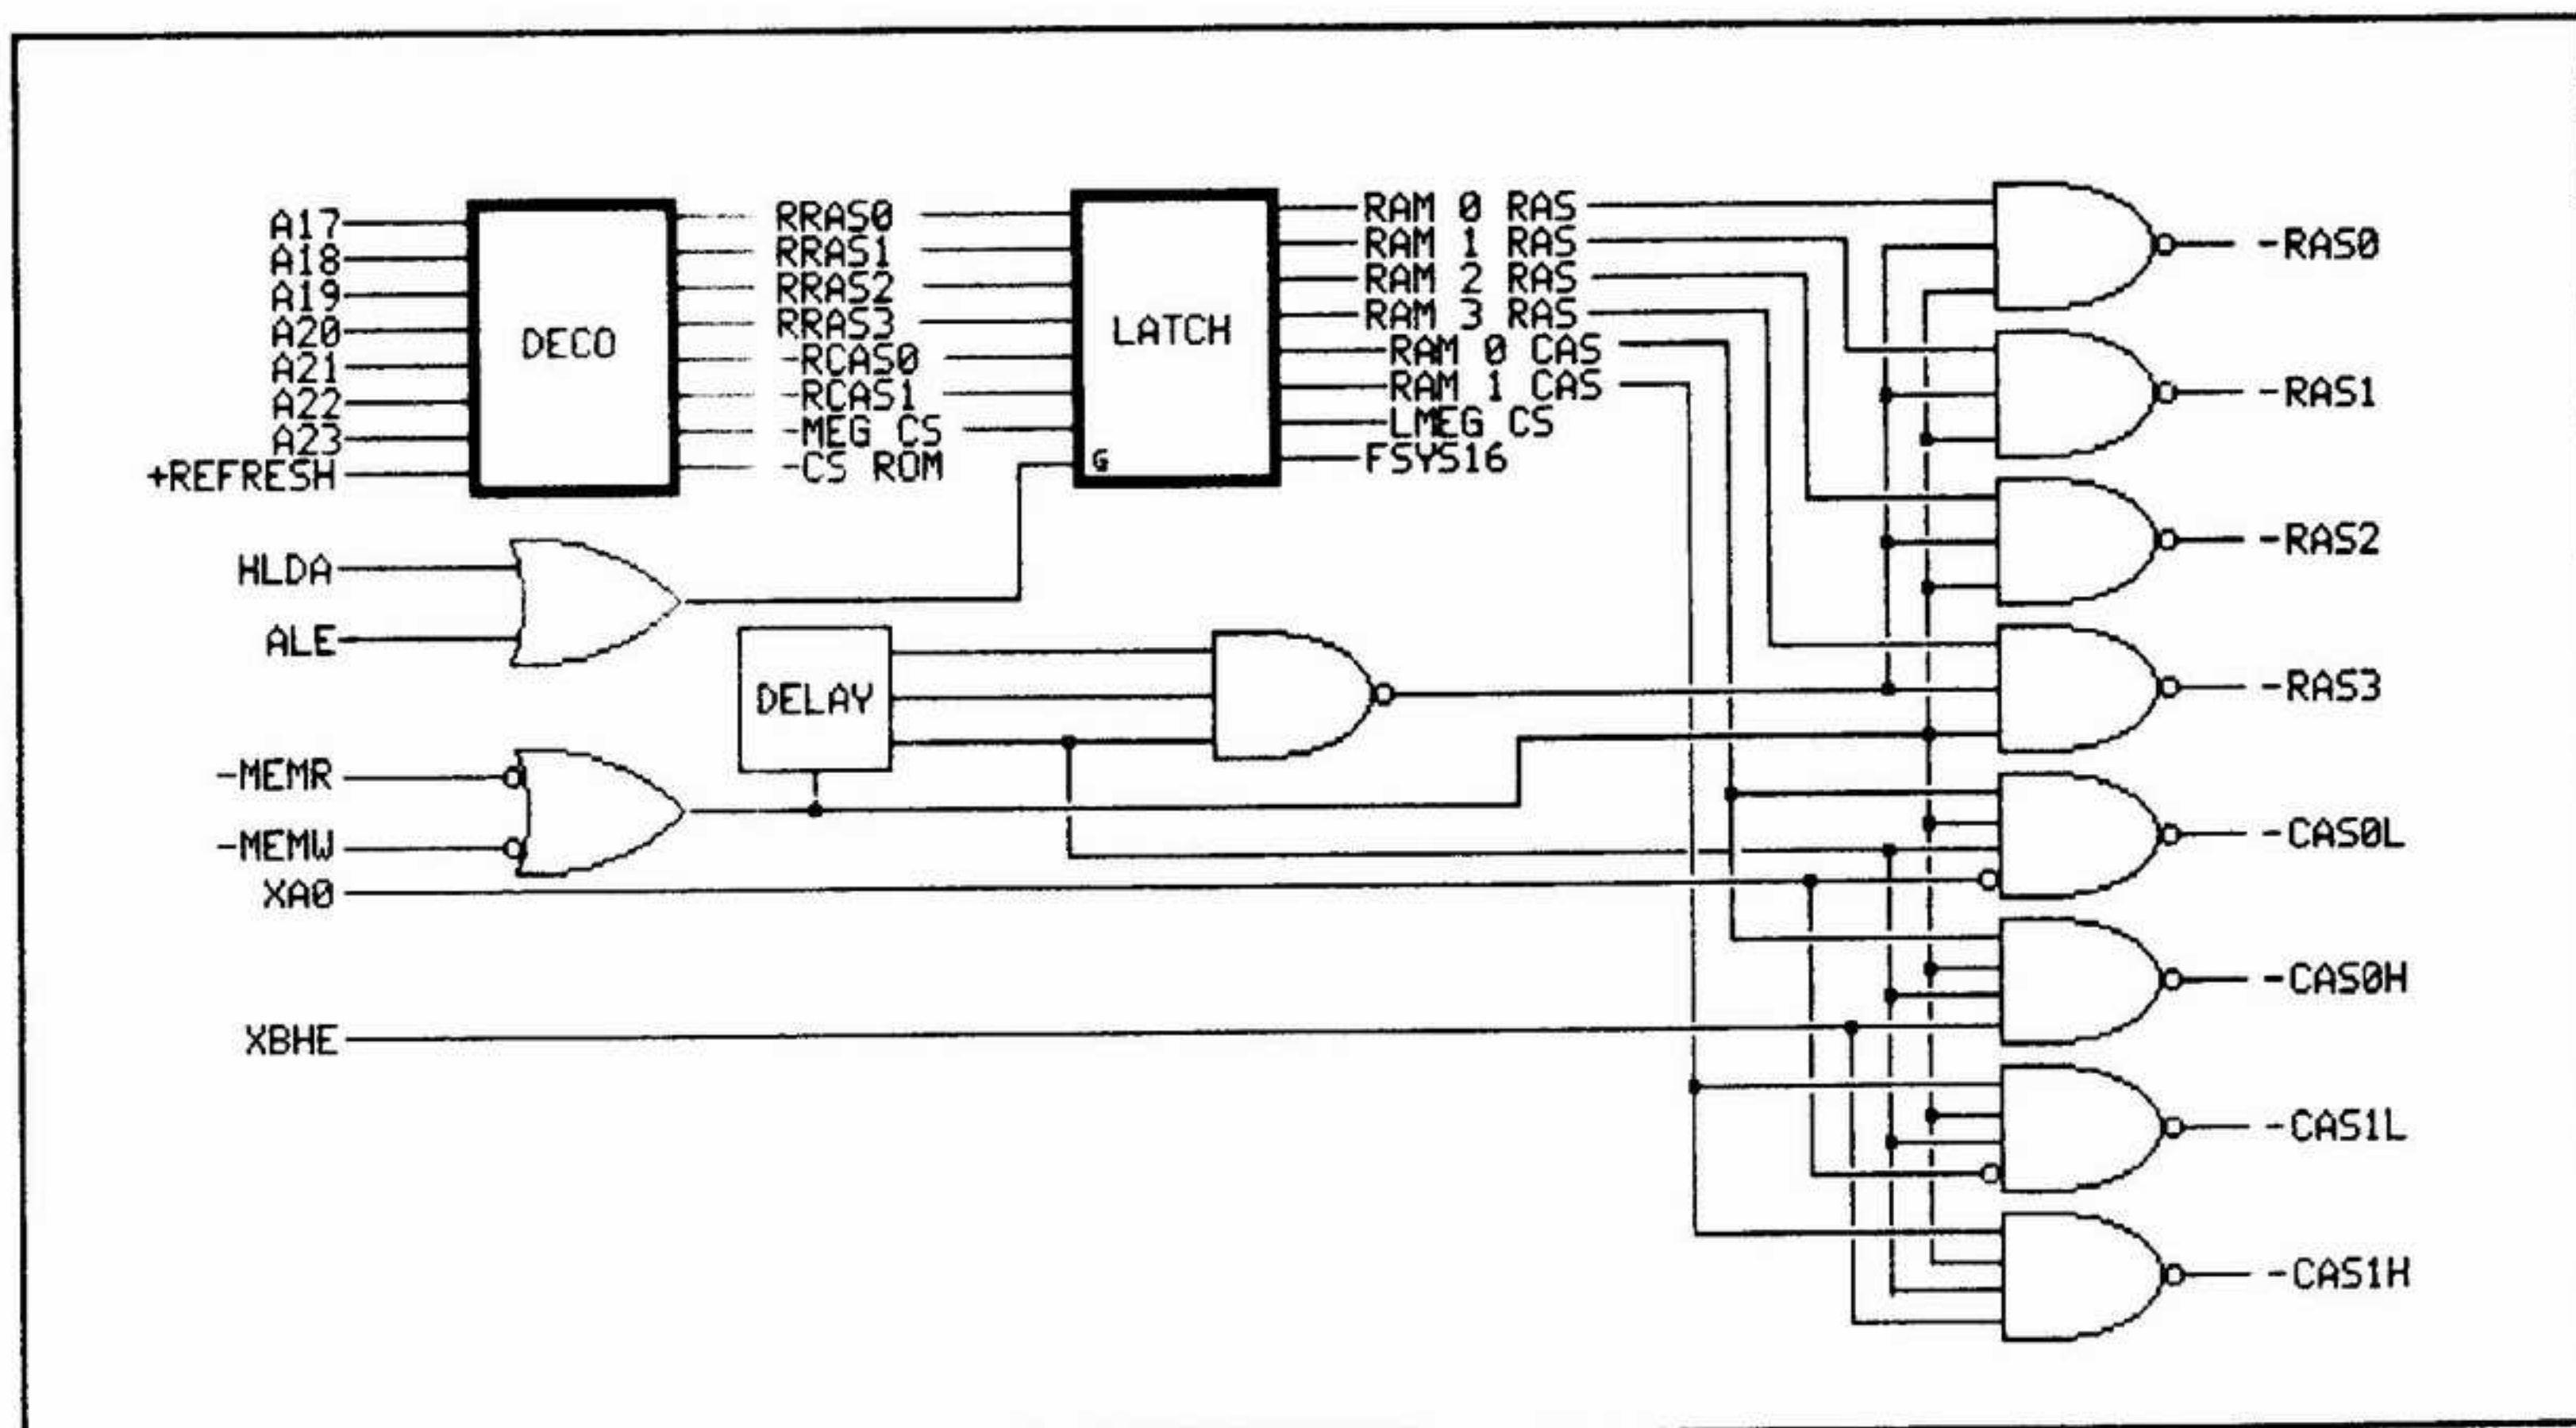 A17
A18
A19
A20
A21
A22
A23
+REFRESH
DECO
RRAS0
RRAS1
RRAS2
RRAS3
-RCAS0
-RCAS1
-MEG CS
-CS ROM
LATCH
G
RAM 0 RAS
RAM 1 RAS
RAM 2 RAS
RAM 3 RAS
RAM 0 CAS
RAM 1 CAS
LMEG CS
FSYS16
HLDA
ALE
DELAY
-MEMR
-MEMW
XA0
XBHE
-RAS0
-RAS1
-RAS2
-RAS3
-CAS0L
-CAS0H
-CAS1L
-CAS1H